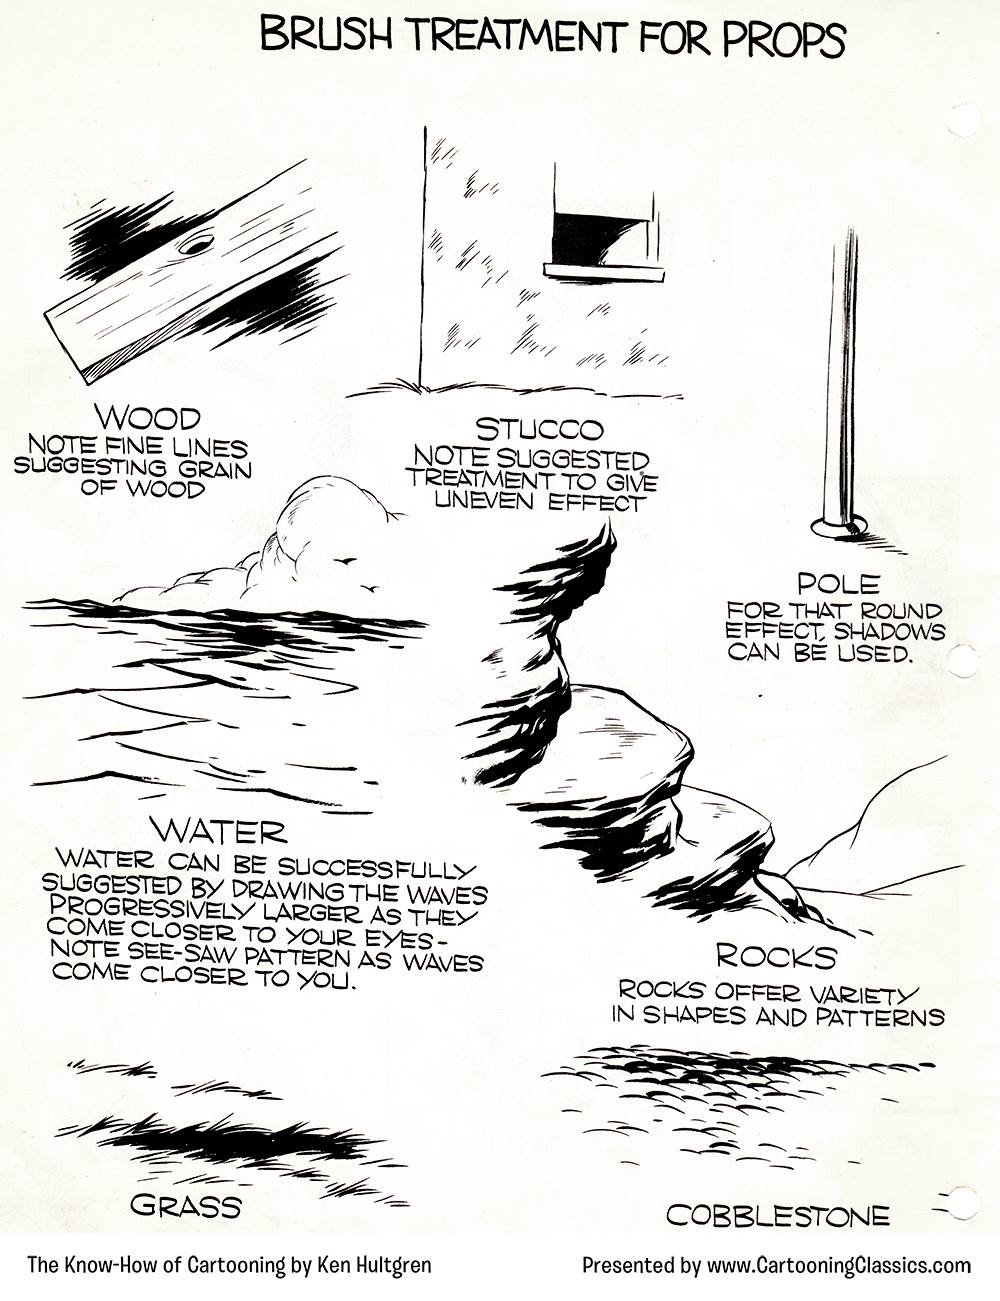 BRUSH TREATMENT FOR PROPS
WOOD
NOTE FINE LINES
SUGGESTING GRAIN
OF WOOD
STUCCO
NOTE SUGGESTED
TREATMENT TO GIVE
UNEVEN EFFECT
POLE
FOR THAT ROUND
EFFECT, SHADOWS
CAN BE USED.
WATER
WATER CAN BE SUCCESSFULLY
SUGGESTED BY DRAWING THE WAVES
PROGRESSIVELY LARGER AS THEY
COME CLOSER TO YOUR EYES-
NOTE SEE-SAW PATTERN AS WAVES
COME CLOSER TO YOU.
ROCKS
ROCKS OFFER VARIETY
IN SHAPES AND PATTERNS
GRASS
COBBLESTONE
The Know-How of Cartooning by Ken Hultgren
Presented by www.CartooningClassics.com